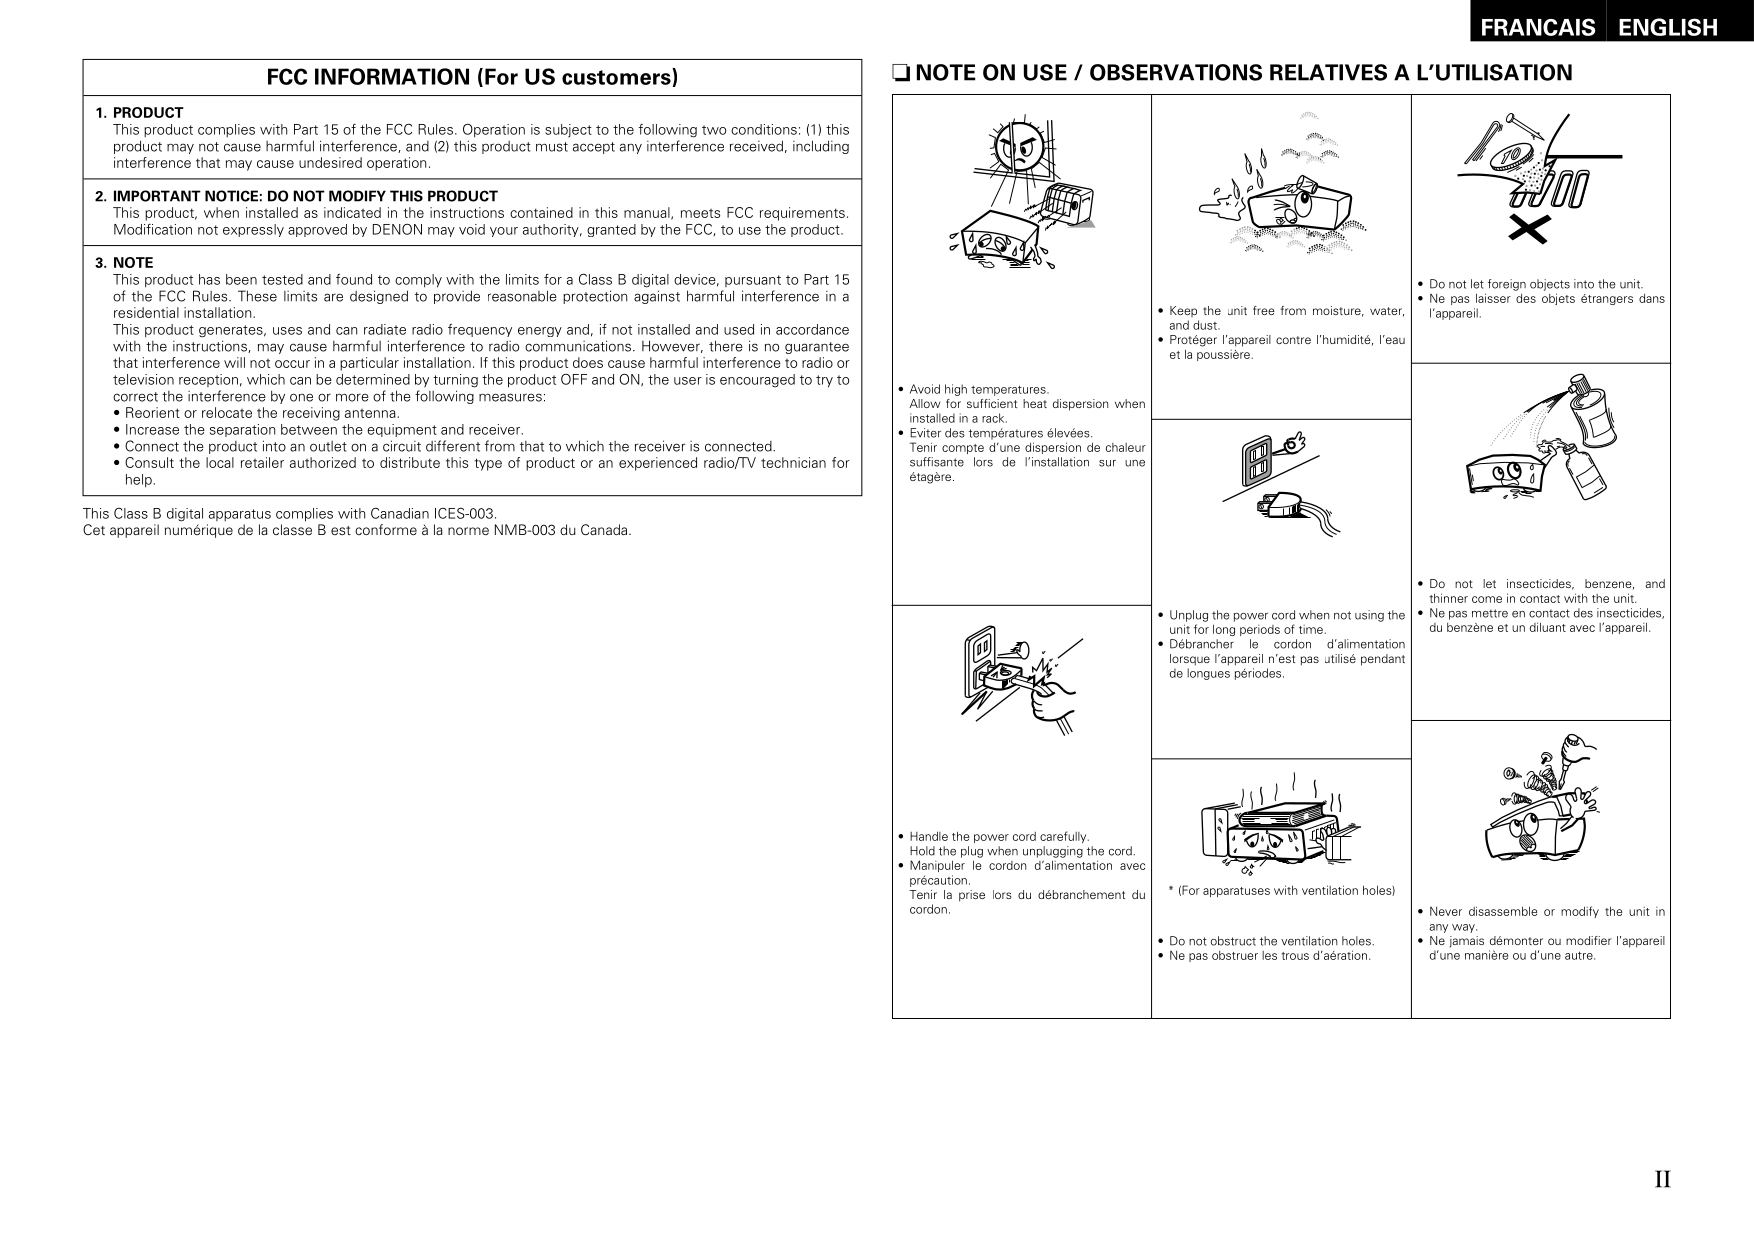 FRANCAIS ENGLISH
FCC INFORMATION (For US customers)
1. PRODUCT
This product complies with Part 15 of the FCC Rules. Operation is subject to the following two conditions: (1) this
product may not cause harmful interference, and (2) this product must accept any interference received, including
interference that may cause undesired operation.
2. IMPORTANT NOTICE: DO NOT MODIFY THIS PRODUCT
This product, when installed as indicated in the instructions contained in this manual, meets FCC requirements.
Modification not expressly approved by DENON may void your authority, granted by the FCC, to use the product.
3. NOTE
This product has been tested and found to comply with the limits for a Class B digital device, pursuant to Part 15
of the FCC Rules. These limits are designed to provide reasonable protection against harmful interference in a
residential installation.
This product generates, uses and can radiate radio frequency energy and, if not installed and used in accordance
with the instructions, may cause harmful interference to radio communications. However, there is no guarantee
that interference will not occur in a particular installation. If this product does cause harmful interference to radio or
television reception, which can be determined by turning the product OFF and ON, the user is encouraged to try to
correct the interference by one or more of the following measures:
• Reorient or relocate the receiving antenna.
• Increase the separation between the equipment and receiver.
• Connect the product into an outlet on a circuit different from that to which the receiver is connected.
• Consult the local retailer authorized to distribute this type of product or an experienced radio/TV technician for
help.
This Class B digital apparatus complies with Canadian ICES-003.
Cet appareil numérique de la classe B est conforme à la norme NMB-003 du Canada.
❏ NOTE ON USE / OBSERVATIONS RELATIVES A L'UTILISATION
• Avoid high temperatures.
Allow for sufficient heat dispersion when
installed in a rack.
• Eviter des températures élevées.
Tenir compte d'une dispersion de chaleur
suffisante lors de l'installation sur une
étagère.
• Handle the power cord carefully.
Hold the plug when unplugging the cord.
• Manipuler le cordon d'alimentation avec
précaution.
Tenir la prise lors du débranchement du
cordon.
• Keep the unit free from moisture, water,
and dust.
• Protéger l'appareil contre l'humidité, l'eau
et la poussière.
• Unplug the power cord when not using the
unit for long periods of time.
• Débrancher le cordon d'alimentation
lorsque l'appareil n'est pas utilisé pendant
de longues périodes.
* (For apparatuses with ventilation holes)
• Do not obstruct the ventilation holes.
• Ne pas obstruer les trous d'aération.
10
• Do not let foreign objects into the unit.
• Ne pas laisser des objets étrangers dans
l'appareil.
• Do not let insecticides, benzene, and
thinner come in contact with the unit.
• Ne pas mettre en contact des insecticides,
du benzène et un diluant avec l'appareil.
• Never disassemble or modify the unit in
any way.
• Ne jamais démonter ou modifier l'appareil
d'une manière ou d'une autre.
II